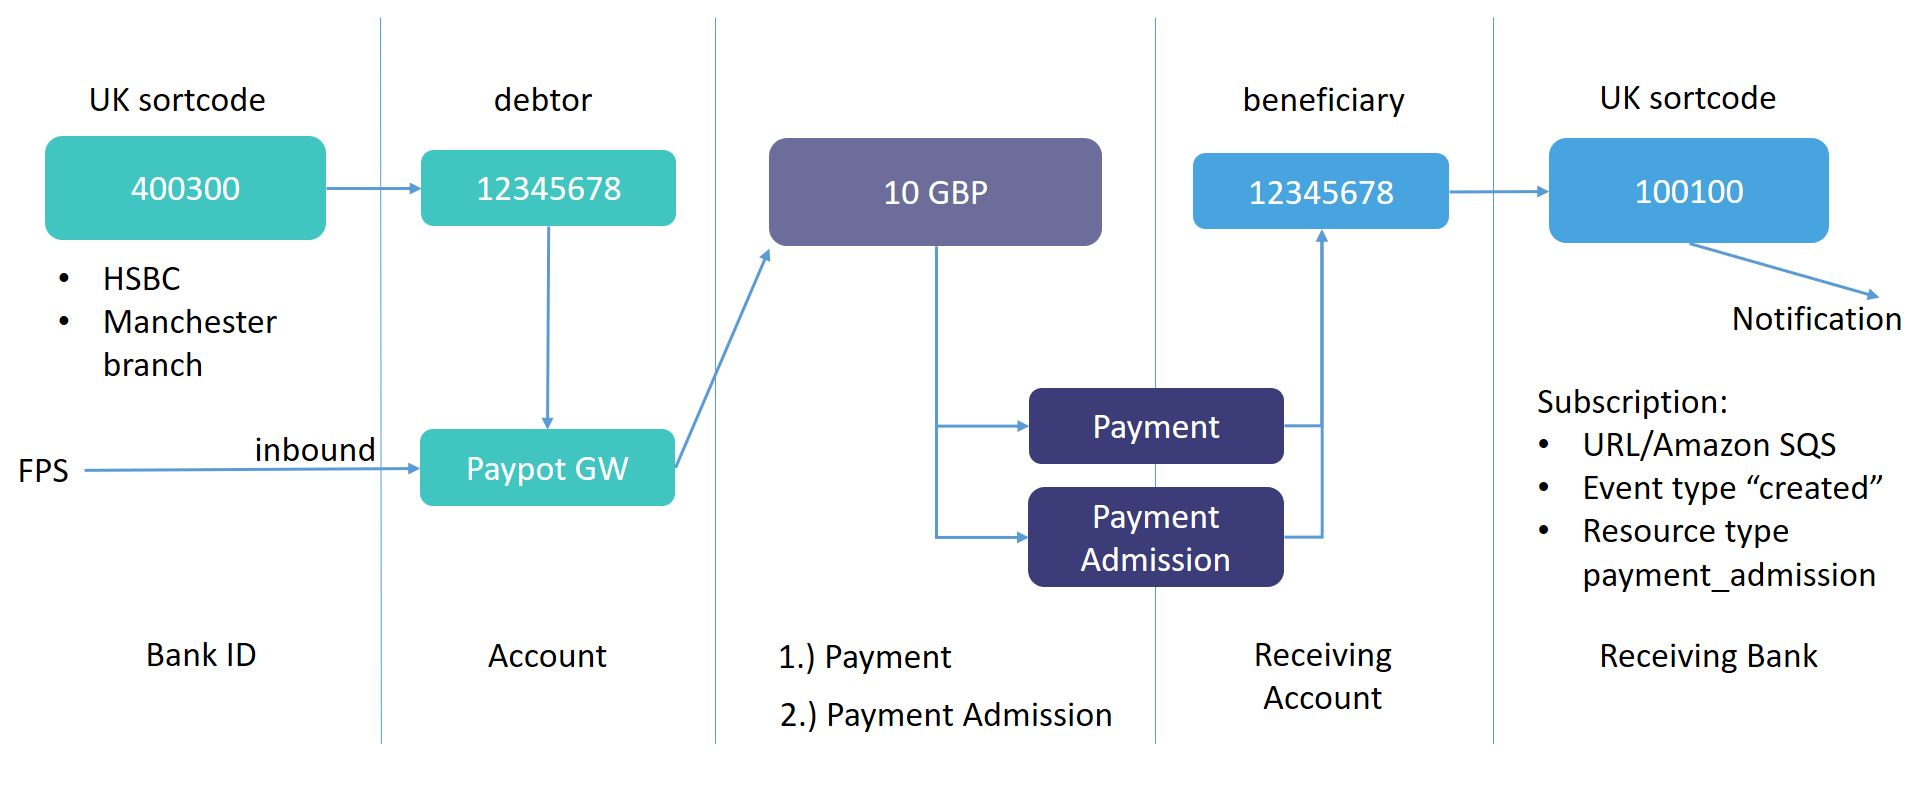 UK sortcode
400300
• HSBC
• Manchester
branch
FPS
inbound
Bank ID
debtor
12345678
Paypot GW
Account
10 GBP
Payment
Payment
Admission
1.) Payment
2.) Payment Admission
beneficiary
12345678
Receiving
Account
UK sortcode
100100
Notification
Subscription:
• URL/Amazon SQS
• Event type “created”
• Resource type
payment_admission
Receiving Bank